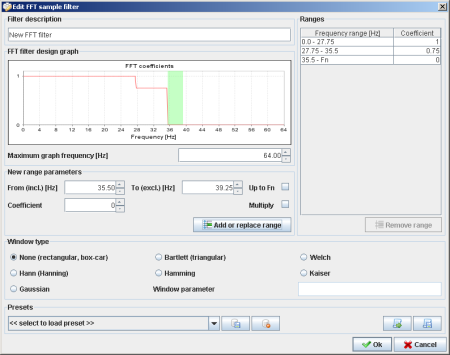 Edit FFT sample filter
Filter description
New FFT filter
FFT filter design graph
FFT coefficients
1
0
0 4 8 12 16 20 24 28 32 36 40 44 48 52 56 60 64
Frequency [Hz]
Maximum graph frequency [Hz] 64.00
New range parameters
From (incl.) [Hz] 35.50 To (excl.) [Hz] 39.25 Up to Fn
Coefficient 0 Multiply
Add or replace range
Ranges
Frequency range [Hz] Coefficient
0.0 - 27.75 1
27.75 - 35.5 0.75
35.5 - Fn 0
Remove range
Window type
None (rectangular, box-car) Bartlett (triangular) Welch
Hann (Hanning) Hamming Kaiser
Gaussian Window parameter
Presets
<< select to load preset >>
Ok Cancel